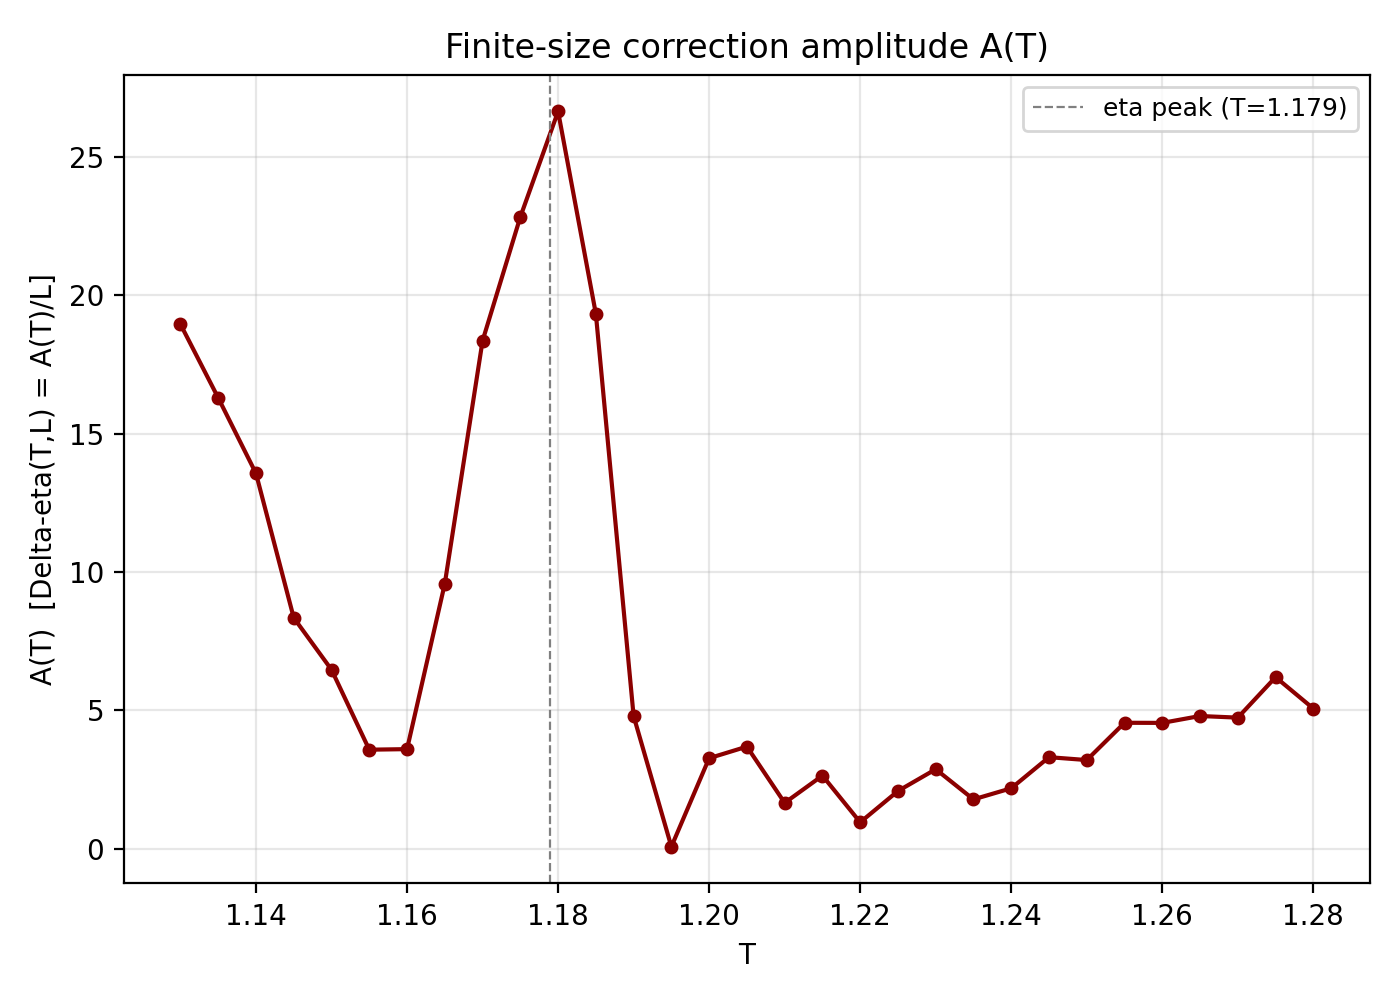 Finite-size correction amplitude A(T)
eta peak (T=1.179)
A(T)  [Delta-eta(T,L) = A(T)/L]
25
20
15
10
5
0
1.14 1.16 1.18 1.20 1.22 1.24 1.26 1.28
T